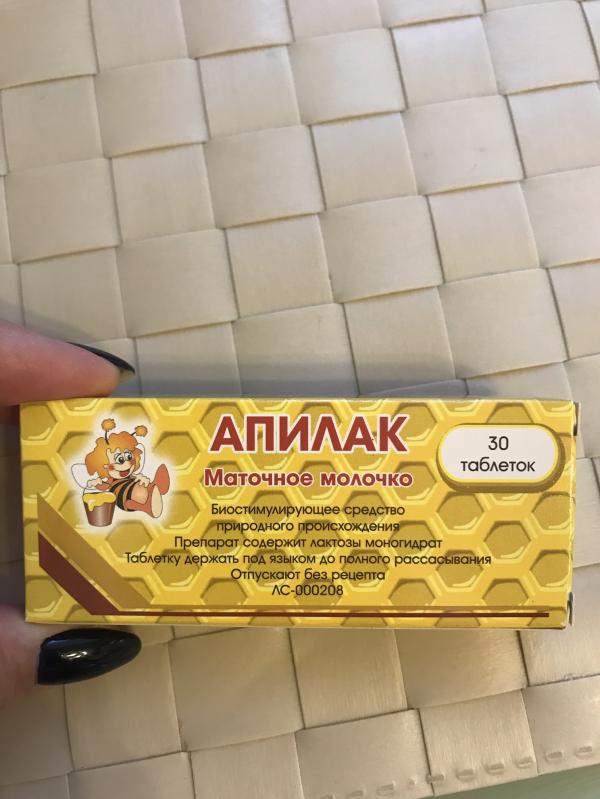 АПИЛАК
Маточное молочко
30
таблеток
Биостимулирующее средство
природного происхождения
Препарат содержит лактозы моногидрат
Таблетку держать под языком до полного рассасывания
Отпускают без рецепта
ЛС-000208